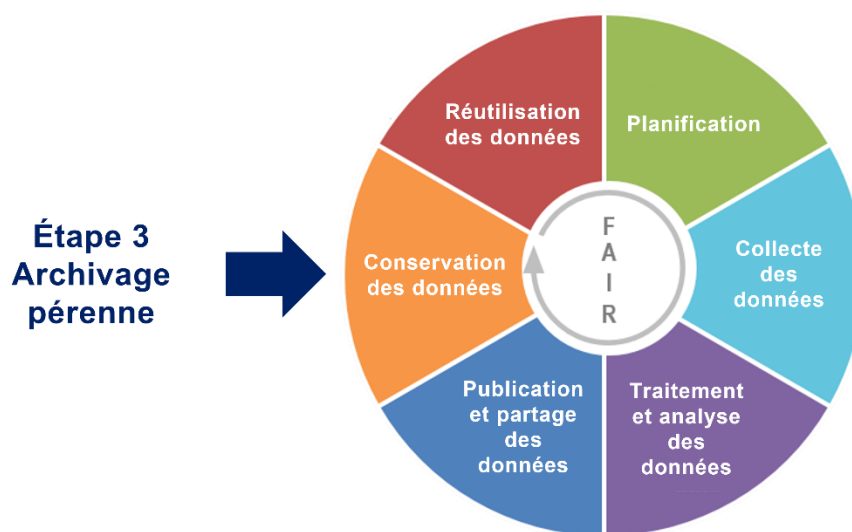 Étape 3
Archivage
pérenne
Réutilisation
des données
Planification
Collecte
des
données
Traitement
et analyse
des
données
Publication
et partage
des
données
Conservation
des données
F
A
I
R